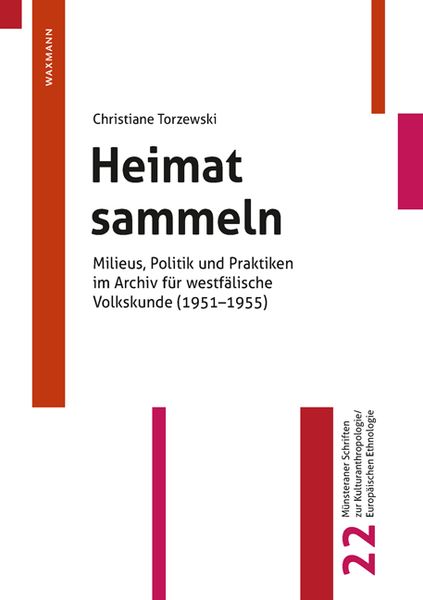 WAXMANN
Christiane Torzewski
Heimat
sammeln
Milieus, Politik und Praktiken
im Archiv für westfälische
Volkskunde (1951–1955)
22
Münsteraner Schriften
zur Kulturanthropologie/
Europäischen Ethnologie